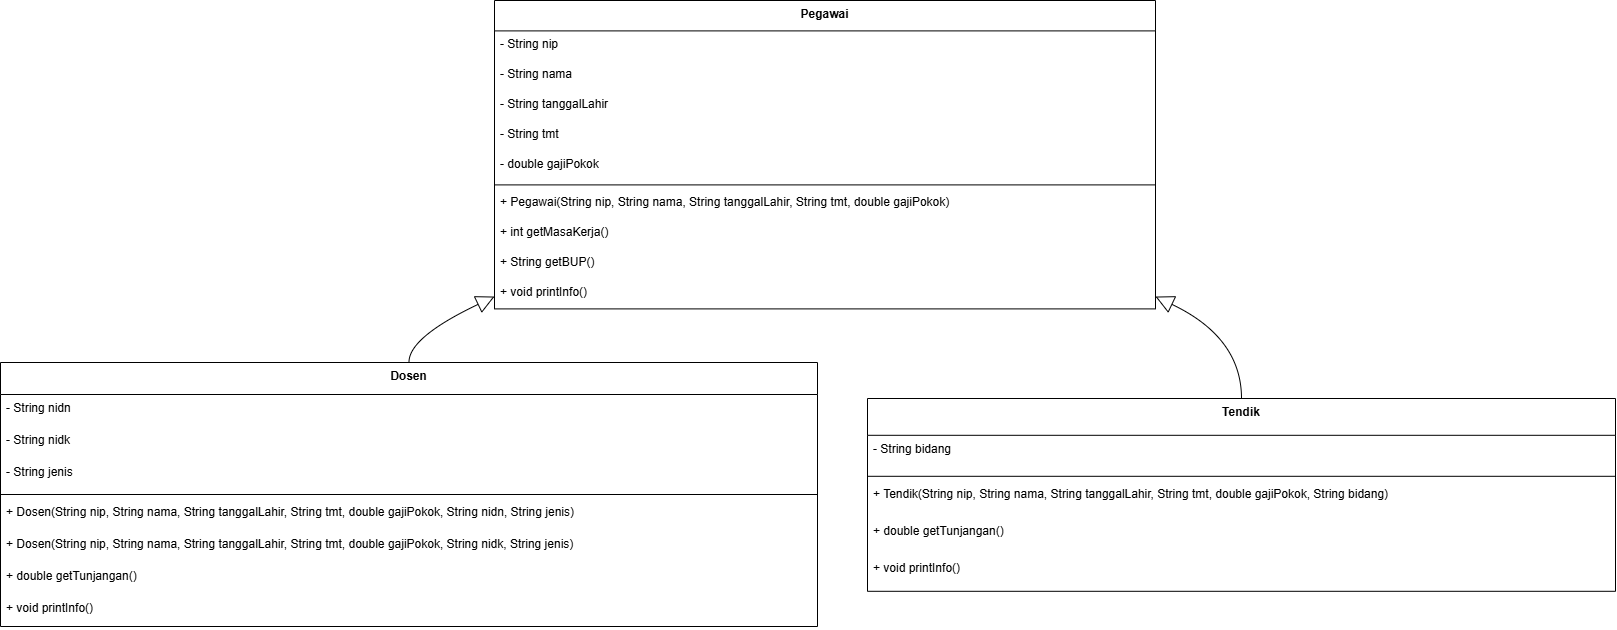 Pegawai
- String nip
- String nama
- String tanggalLahir
- String tmt
- double gajiPokok
+ Pegawai(String nip, String nama, String tanggalLahir, String tmt, double gajiPokok)
+ int getMasaKerja()
+ String getBUP()
+ void printInfo()
Dosen
- String nidn
- String nidk
- String jenis
+ Dosen(String nip, String nama, String tanggalLahir, String tmt, double gajiPokok, String nidn, String jenis)
+ Dosen(String nip, String nama, String tanggalLahir, String tmt, double gajiPokok, String nidk, String jenis)
+ double getTunjangan()
+ void printInfo()
Tendik
- String bidang
+ Tendik(String nip, String nama, String tanggalLahir, String tmt, double gajiPokok, String bidang)
+ double getTunjangan()
+ void printInfo()